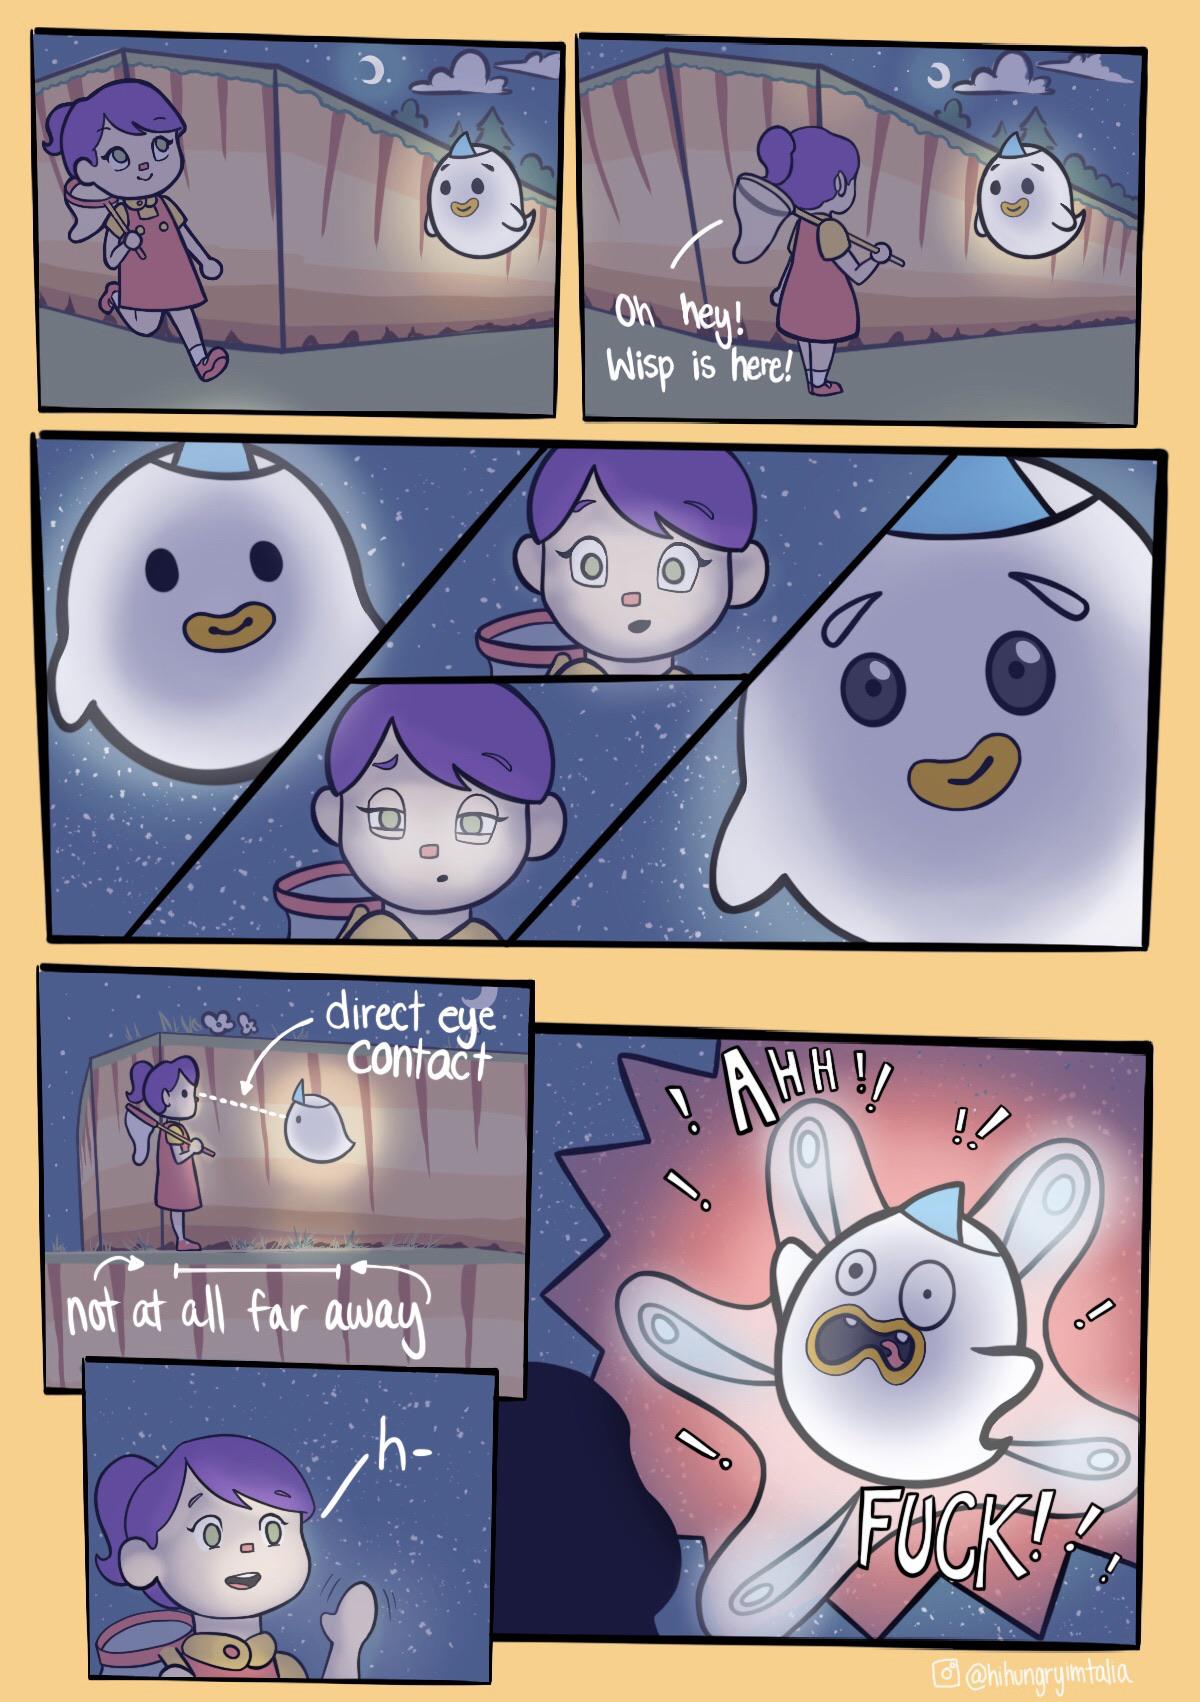 Oh hey!
Wisp is here!
direct eye
contact
not at all far away
h-
! AHH!!
!!
!
!
!
FUCK!!!
@hihungryimtalia